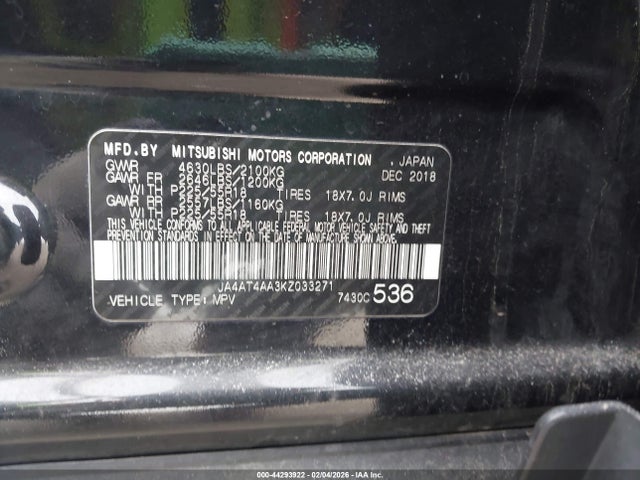 MFD.BY MITSUBISHI MOTORS CORPORATION . JAPAN
GVWR 4630LBS/2100KG DEC 2018
GAWR FR 2646LBS/1200KG
WITH P225/55R18 TIRES 18X7.0J RIMS
GAWR RR 2557LBS/1160KG
WITH P225/55R18 TIRES 18X7.0J RIMS
THIS VEHICLE CONFORMS TO ALL APPLICABLE FEDERAL MOTOR VEHICLE SAFETY AND THEFT
PREVENTION STANDARDS IN EFFECT ON THE DATE OF MANUFACTURE SHOWN ABOVE.
JA4AT4AA3KZ033271
VEHICLE TYPE: MPV 7430C 536
000-44293922 - 02/04/2026 - IAAI.COM